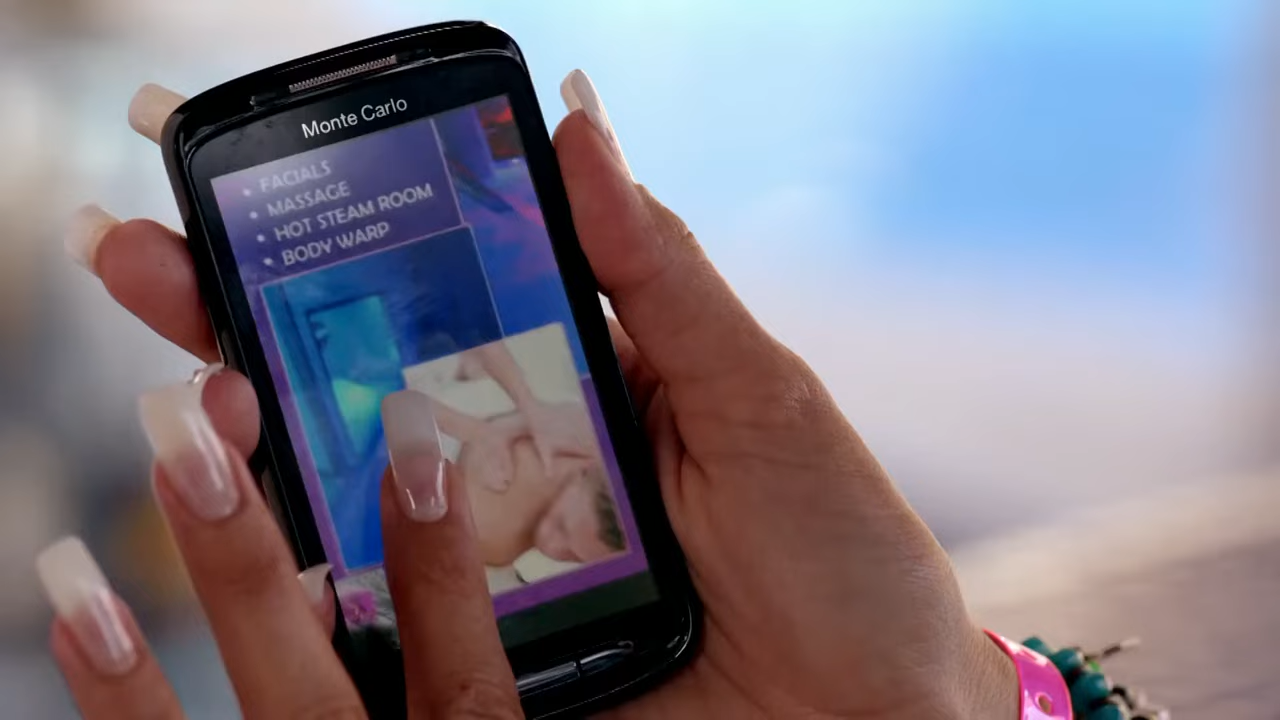 Monte Carlo
• FACIALS
• MASSAGE
• HOT STEAM ROOM
• BODY WARP